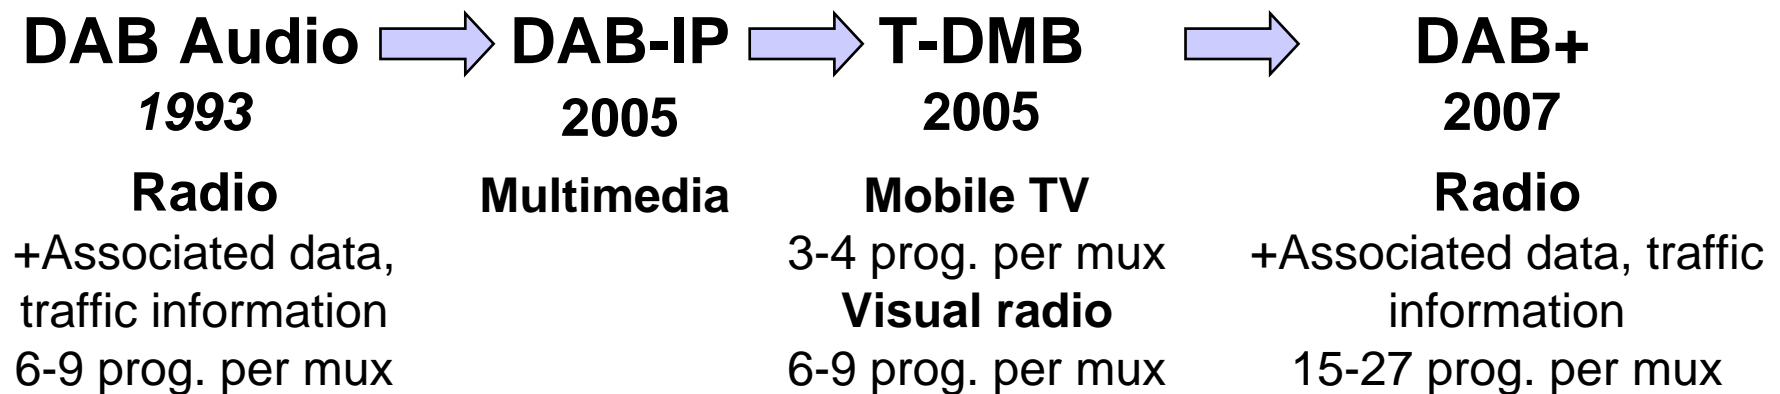 DAB Audio
1993
Radio
+Associated data,
traffic information
6-9 prog. per mux
DAB-IP
2005
Multimedia
T-DMB
2005
Mobile TV
3-4 prog. per mux
Visual radio
6-9 prog. per mux
DAB+
2007
Radio
+Associated data, traffic
information
15-27 prog. per mux